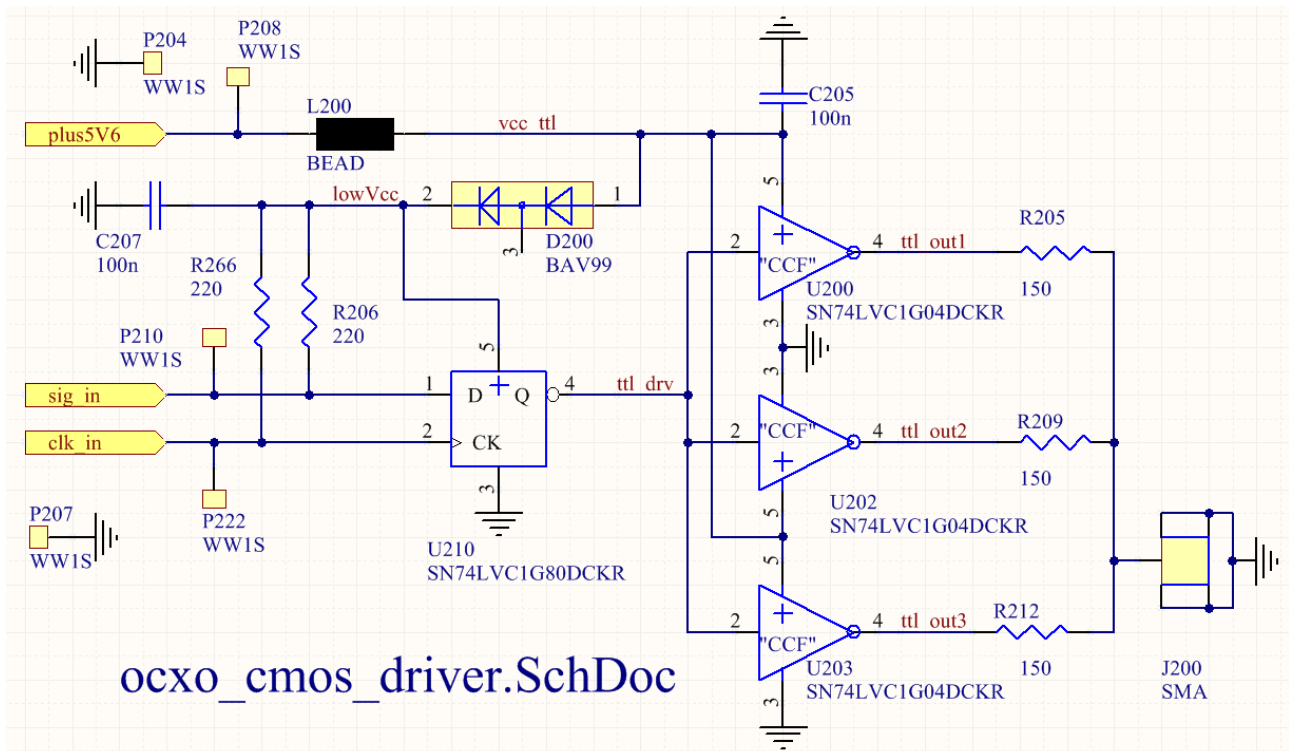 P204
WW1S
P208
WW1S
plus5V6
L200
BEAD
vcc_ttl
C205
100n
C207
100n
lowVcc
2
1
3
D200
BAV99
R266
220
R206
220
P210
WW1S
sig_in
clk_in
P222
WW1S
P207
WW1S
1
2
5
D
Q
CK
4
3
U210
SN74LVC1G80DCKR
ttl_drv
5
2
"CCF"
4
3
ttl_out1
U200
SN74LVC1G04DCKR
R205
150
3
2
"CCF"
4
5
ttl_out2
U202
SN74LVC1G04DCKR
R209
150
5
2
"CCF"
4
3
ttl_out3
U203
SN74LVC1G04DCKR
R212
150
J200
SMA
ocxo_cmos_driver.SchDoc